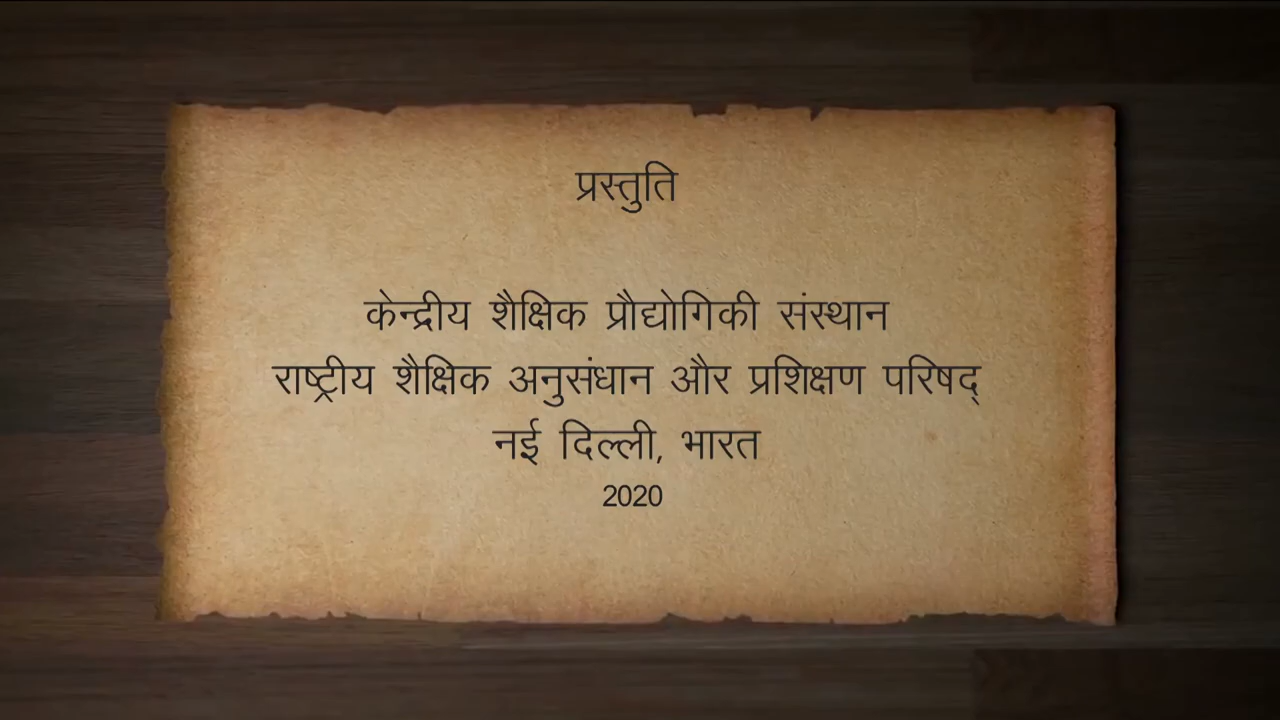 प्रस्तुति
केन्द्रीय शैक्षिक प्रौद्योगिकी संस्थान
राष्ट्रीय शैक्षिक अनुसंधान और प्रशिक्षण परिषद्
नई दिल्ली, भारत
2020